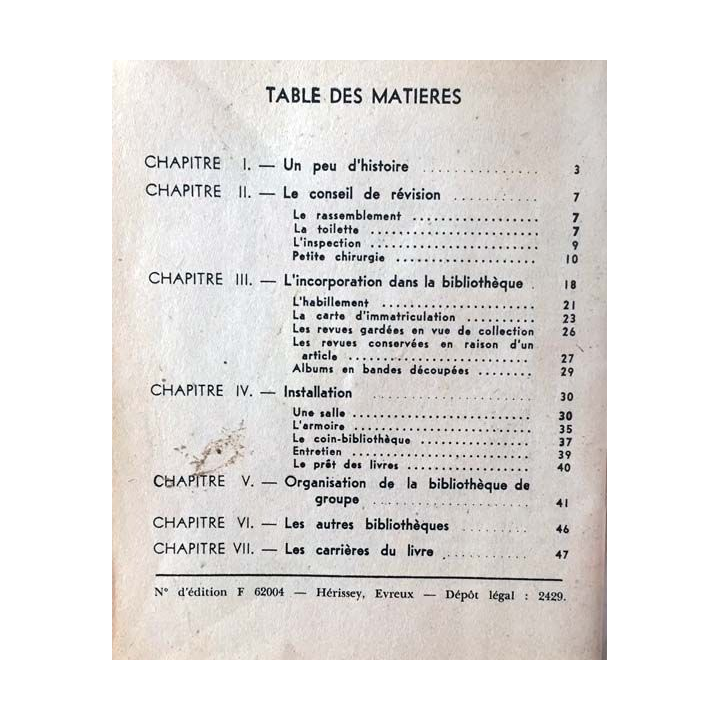 TABLE DES MATIERES
CHAPITRE I. — Un peu d'histoire .............. 3
CHAPITRE II. — Le conseil de révision .......... 7
Le rassemblement .................. 7
La toilette ........................ 7
L'inspection ....................... 9
Petite chirurgie .................... 10
CHAPITRE III. — L'incorporation dans la bibliothèque . 18
L'habillement ..................... 21
La carte d'immatriculation .......... 23
Les revues gardées en vue de collection 26
Les revues conservées en raison d'un
article .......................... 27
Albums en bandes découpées ........ 29
CHAPITRE IV. — Installation .................... 30
Une salle ......................... 30
L'armoire ......................... 35
Le coin-bibliothèque ................ 37
Entretien .......................... 39
Le prêt des livres .................. 40
CHAPITRE V. — Organisation de la bibliothèque de
groupe .................... 41
CHAPITRE VI. — Les autres bibliothèques ......... 46
CHAPITRE VII. — Les carrières du livre ............ 47
N° d'édition F 62004 — Hérissey, Evreux — Dépôt légal : 2429.